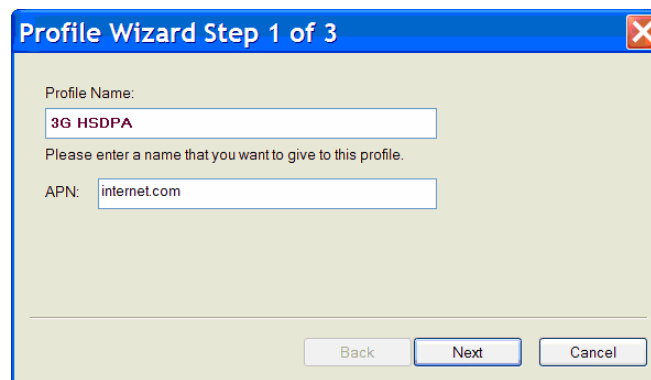 Profile Wizard Step 1 of 3
Profile Name:
3G HSDPA
Please enter a name that you want to give to this profile.
APN: internet.com
Back Next Cancel